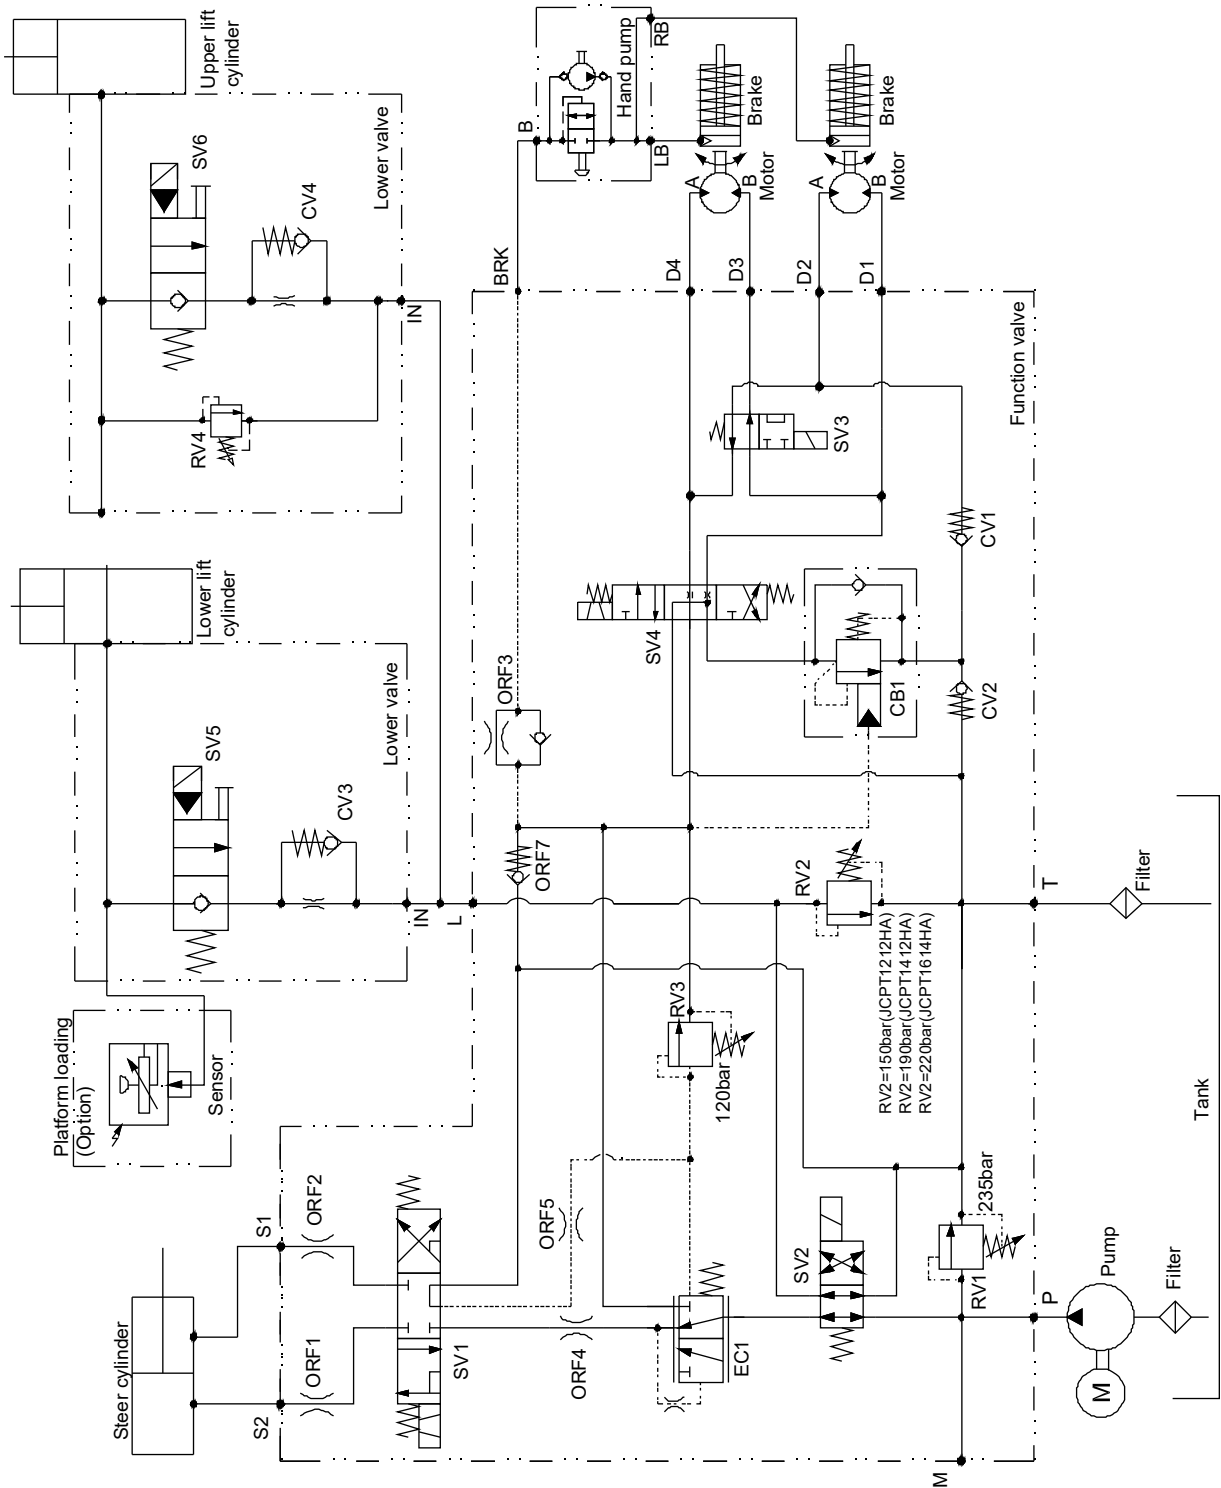 Upper lift
cylinder
SV6
CV4
RV4
Lower valve
IN
Lower lift
cylinder
SV5
CV3
Lower valve
IN
L
Platform loading
(Option)
Sensor
Steer cylinder
S1
S2
ORF2
ORF1
SV1
ORF5
ORF4
EC1
B
Hand pump
RB
LB
Brake
Brake
A
B
Motor
A
B
Motor
BRK
D4
D3
D2
D1
Function valve
SV3
SV4
CV1
CV2
CB1
ORF3
ORF7
RV2
RV2=150bar(JCPT1212HA)
RV2=190bar(JCPT1412HA)
RV2=220bar(JCPT1614HA)
RV3
120bar
SV2
RV1
235bar
T
Filter
Tank
P
Pump
M
Filter
M